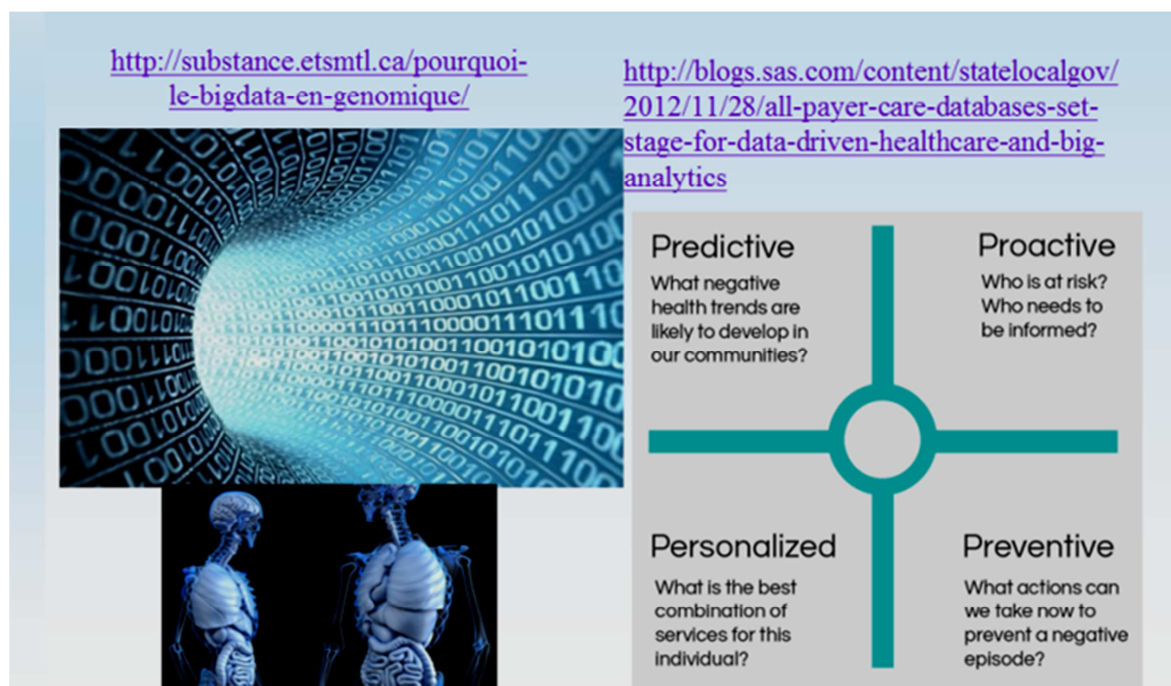 http://substance.etsmtl.ca/pourquoi-
le-bigdata-en-genomique/
http://blogs.sas.com/content/statelocalgov/
2012/11/28/all-payer-care-databases-set-
stage-for-data-driven-healthcare-and-big-
analytics
Predictive
What negative
health trends are
likely to develop in
our communities?
Proactive
Who is at risk?
Who needs to
be informed?
Personalized
What is the best
combination of
services for this
individual?
Preventive
What actions can
we take now to
prevent a negative
episode?